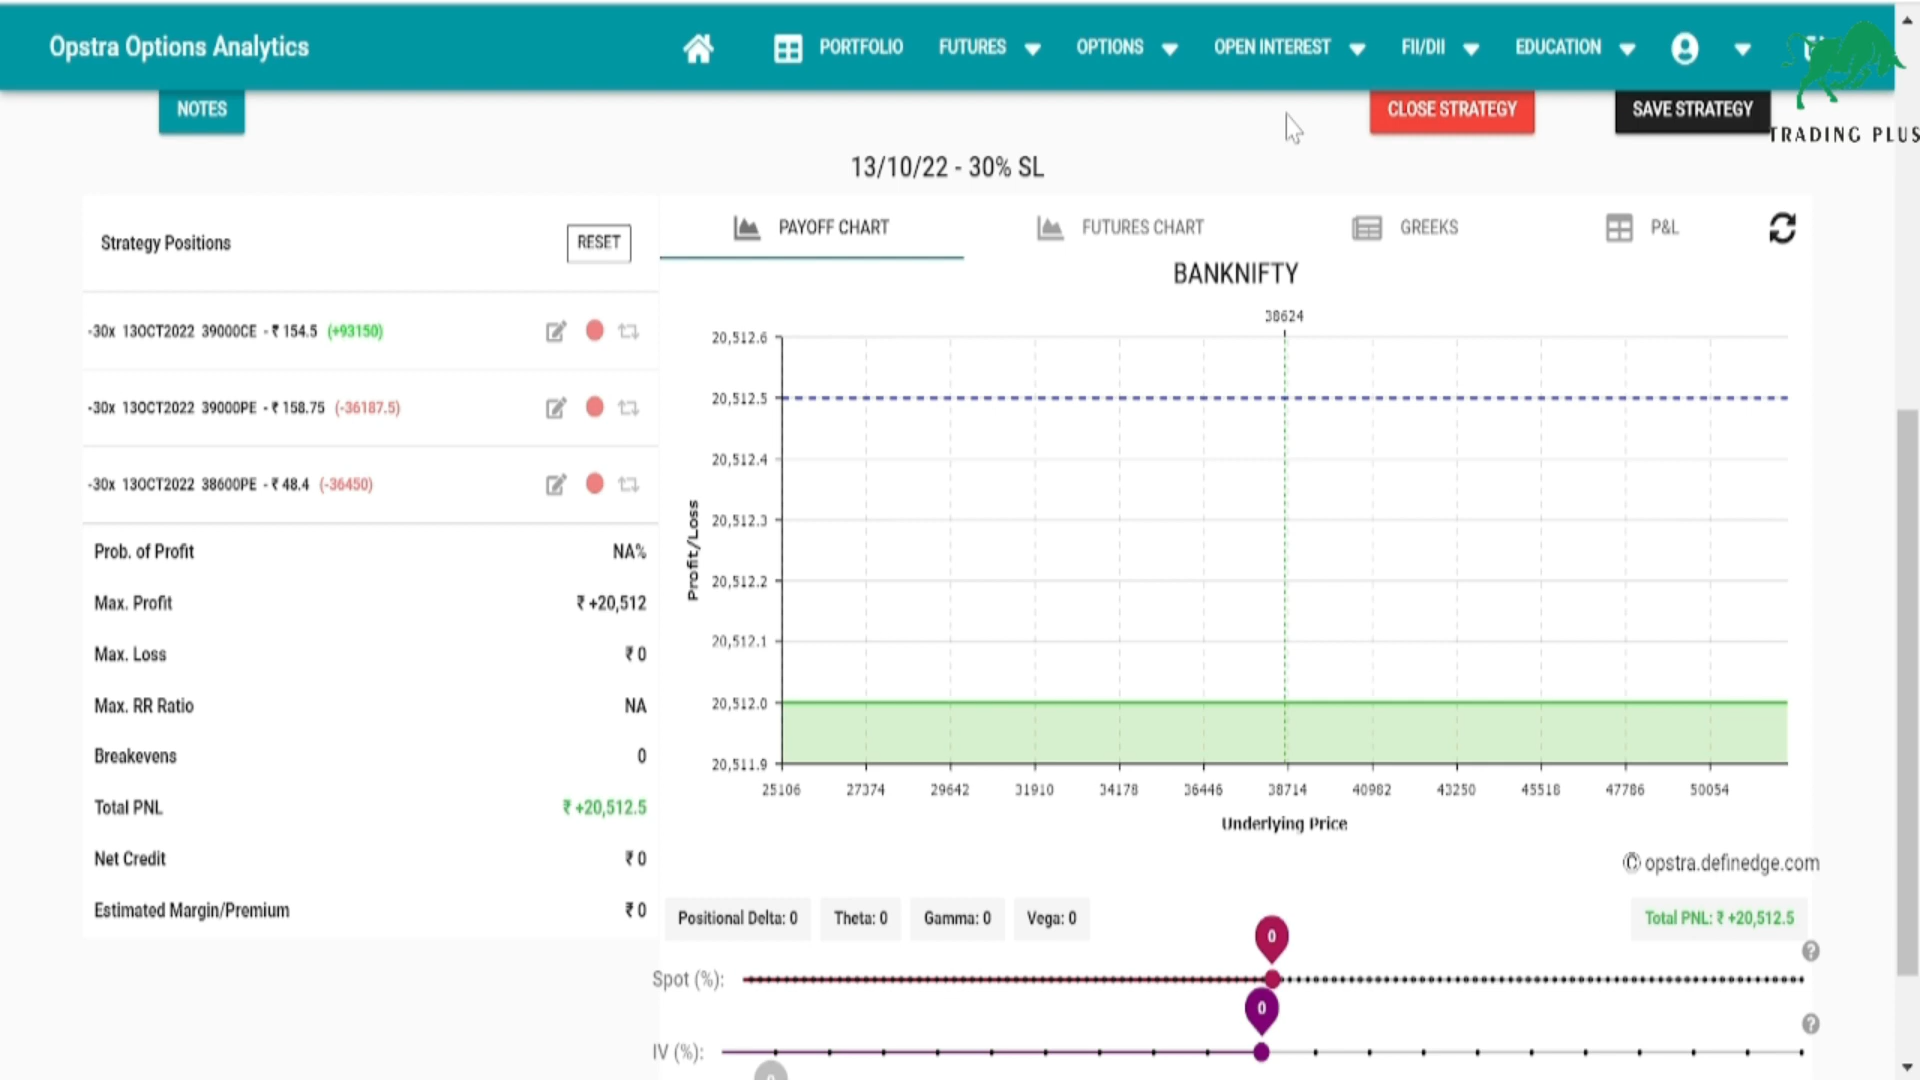 Opstra Options Analytics
PORTFOLIO
FUTURES
OPTIONS
OPEN INTEREST
FII/DII
EDUCATION
NOTES
CLOSE STRATEGY
SAVE STRATEGY
TRADING PLUS
13/10/22 - 30% SL
Strategy Positions
RESET
PAYOFF CHART
FUTURES CHART
GREEKS
P&L
BANKNIFTY
38624
-30x 13OCT2022 39000CE - ₹ 154.5 (+93150)
-30x 13OCT2022 39000PE - ₹ 158.75 (-36187.5)
-30x 13OCT2022 38600PE - ₹ 48.4 (-36450)
Prob. of Profit NA%
Max. Profit ₹ +20,512
Max. Loss ₹ 0
Max. RR Ratio NA
Breakevens 0
Total PNL ₹ +20,512.5
Net Credit ₹ 0
Estimated Margin/Premium ₹ 0
Profit/Loss
20,512.6
20,512.5
20,512.4
20,512.3
20,512.2
20,512.1
20,512.0
20,511.9
25106 27374 29642 31910 34178 36446 38714 40982 43250 45518 47786 50054
Underlying Price
© opstra.definedge.com
Positional Delta: 0
Theta: 0
Gamma: 0
Vega: 0
Total PNL: ₹ +20,512.5
0
?
Spot (%):
0
?
IV (%):